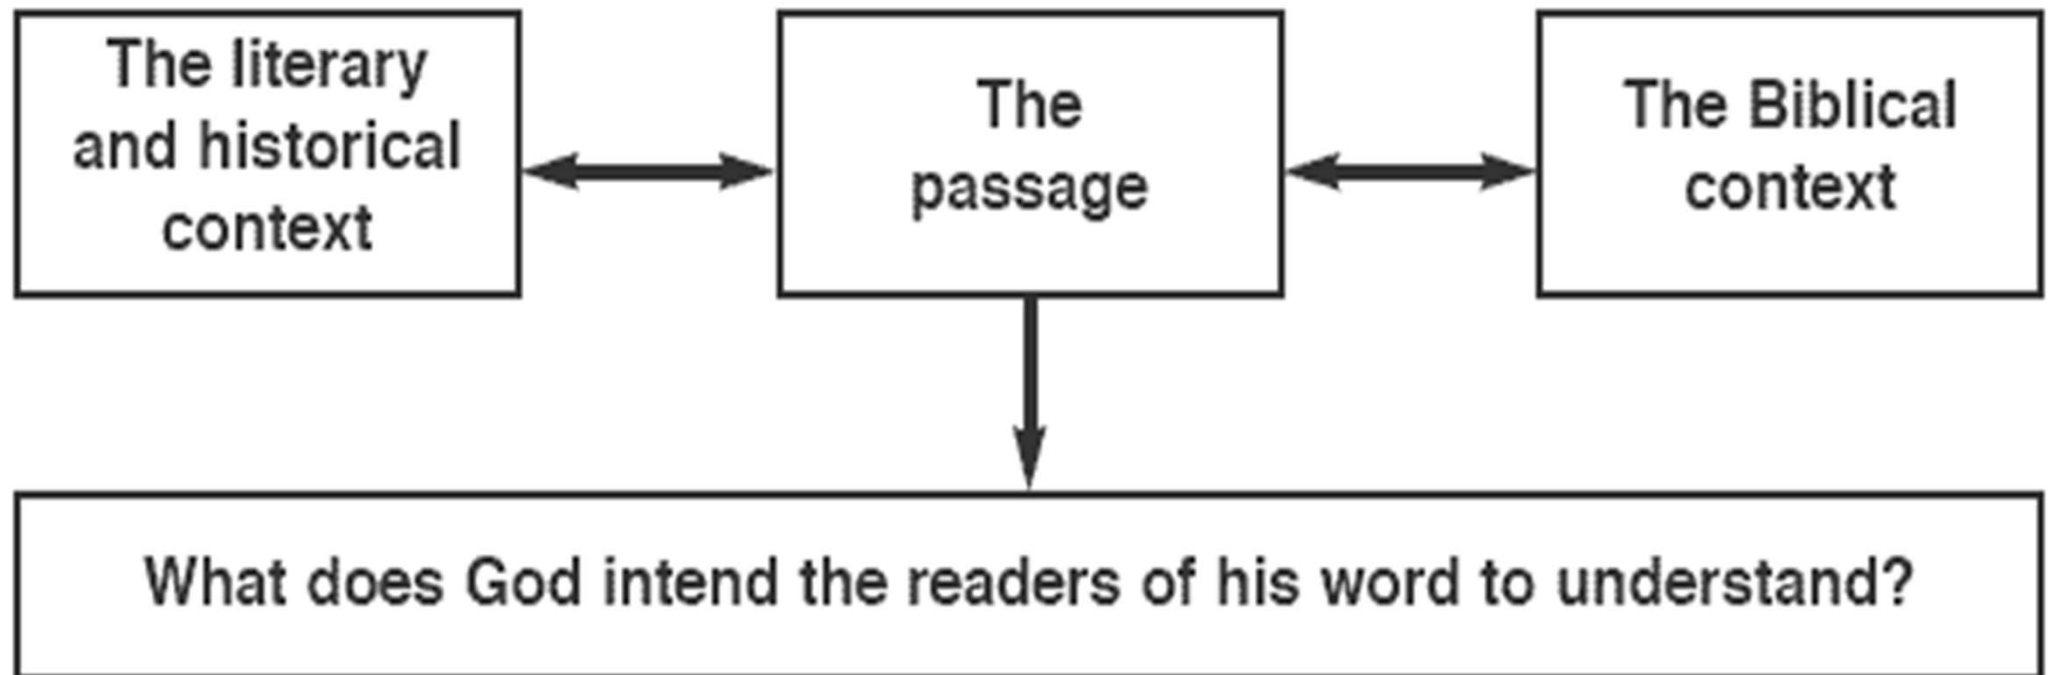 The literary
and historical
context
The
passage
The Biblical
context
What does God intend the readers of his word to understand?